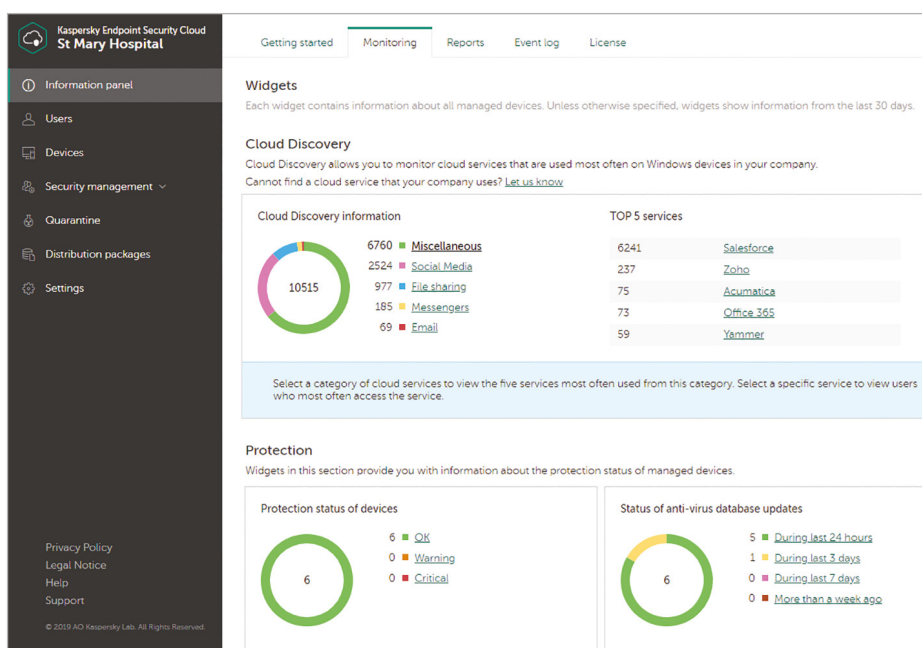 Kaspersky Endpoint Security Cloud
St Mary Hospital
Information panel
Users
Devices
Security management
Quarantine
Distribution packages
Settings
Privacy Policy
Legal Notice
Help
Support
© 2019 AO Kaspersky Lab. All Rights Reserved.
Getting started Monitoring Reports Event log License
Widgets
Each widget contains information about all managed devices. Unless otherwise specified, widgets show information from the last 30 days.
Cloud Discovery
Cloud Discovery allows you to monitor cloud services that are used most often on Windows devices in your company.
Cannot find a cloud service that your company uses? Let us know
Cloud Discovery information
10515
6760 Miscellaneous
2524 Social Media
977 File sharing
185 Messengers
69 Email
TOP 5 services
6241 Salesforce
237 Zoho
75 Acumatica
73 Office 365
59 Yammer
Select a category of cloud services to view the five services most often used from this category. Select a specific service to view users
who most often access the service.
Protection
Widgets in this section provide you with information about the protection status of managed devices.
Protection status of devices
6
6 OK
0 Warning
0 Critical
Status of anti-virus database updates
6
5 During last 24 hours
1 During last 3 days
0 During last 7 days
0 More than a week ago